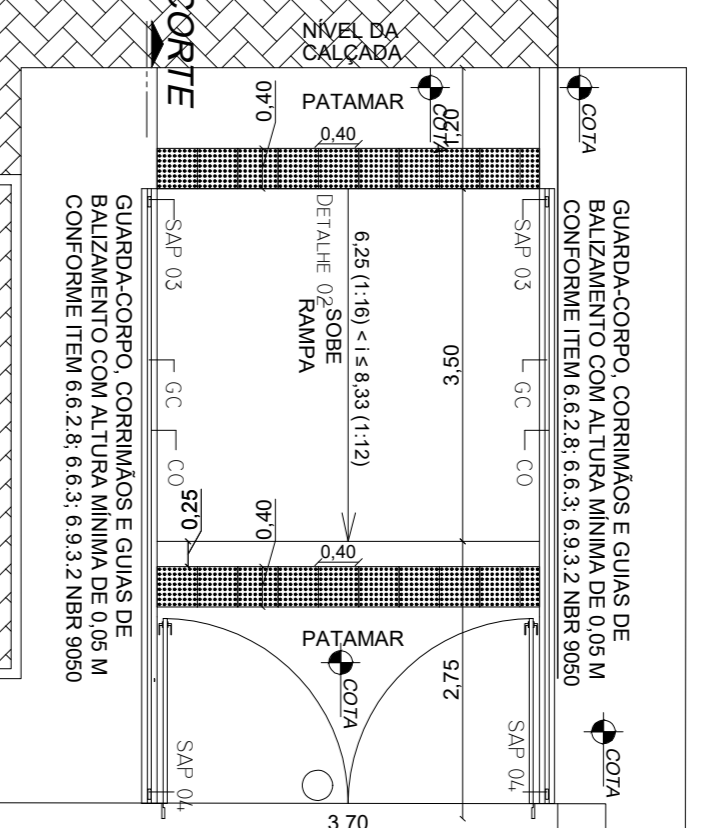 CORTE
NÍVEL DA
CALÇADA
PATAMAR
COTA
COTA
0,40
0,40
1,20
GUARDA-CORPO, CORRIMÃOS E GUIAS DE
BALIZAMENTO COM ALTURA MÍNIMA DE 0,05 M
CONFORME ITEM 6.6.2.8; 6.6.3; 6.9.3.2 NBR 9050
SAP 03
GC
CO
DETALHE 02
SOBE
RAMPA
6,25 (1:16) < i ≤ 8,33 (1:12)
3,50
SAP 03
GC
CO
GUARDA-CORPO, CORRIMÃOS E GUIAS DE
BALIZAMENTO COM ALTURA MÍNIMA DE 0,05 M
CONFORME ITEM 6.6.2.8; 6.6.3; 6.9.3.2 NBR 9050
0,25
0,40
0,40
PATAMAR
COTA
2,75
COTA
SAP 04
SAP 04
3,70